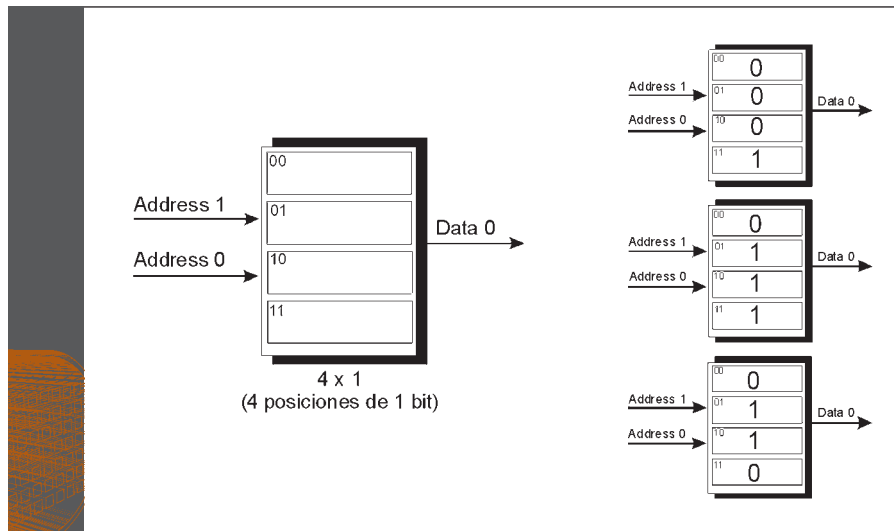 00
Address 1
01
Data 0
Address 0
10
11
4 x 1
(4 posiciones de 1 bit)
00 0
Address 1
01 0
Data 0
Address 0
10 0
11 1
00 0
Address 1
01 1
Data 0
Address 0
10 1
11 1
00 0
Address 1
01 1
Data 0
Address 0
10 1
11 0